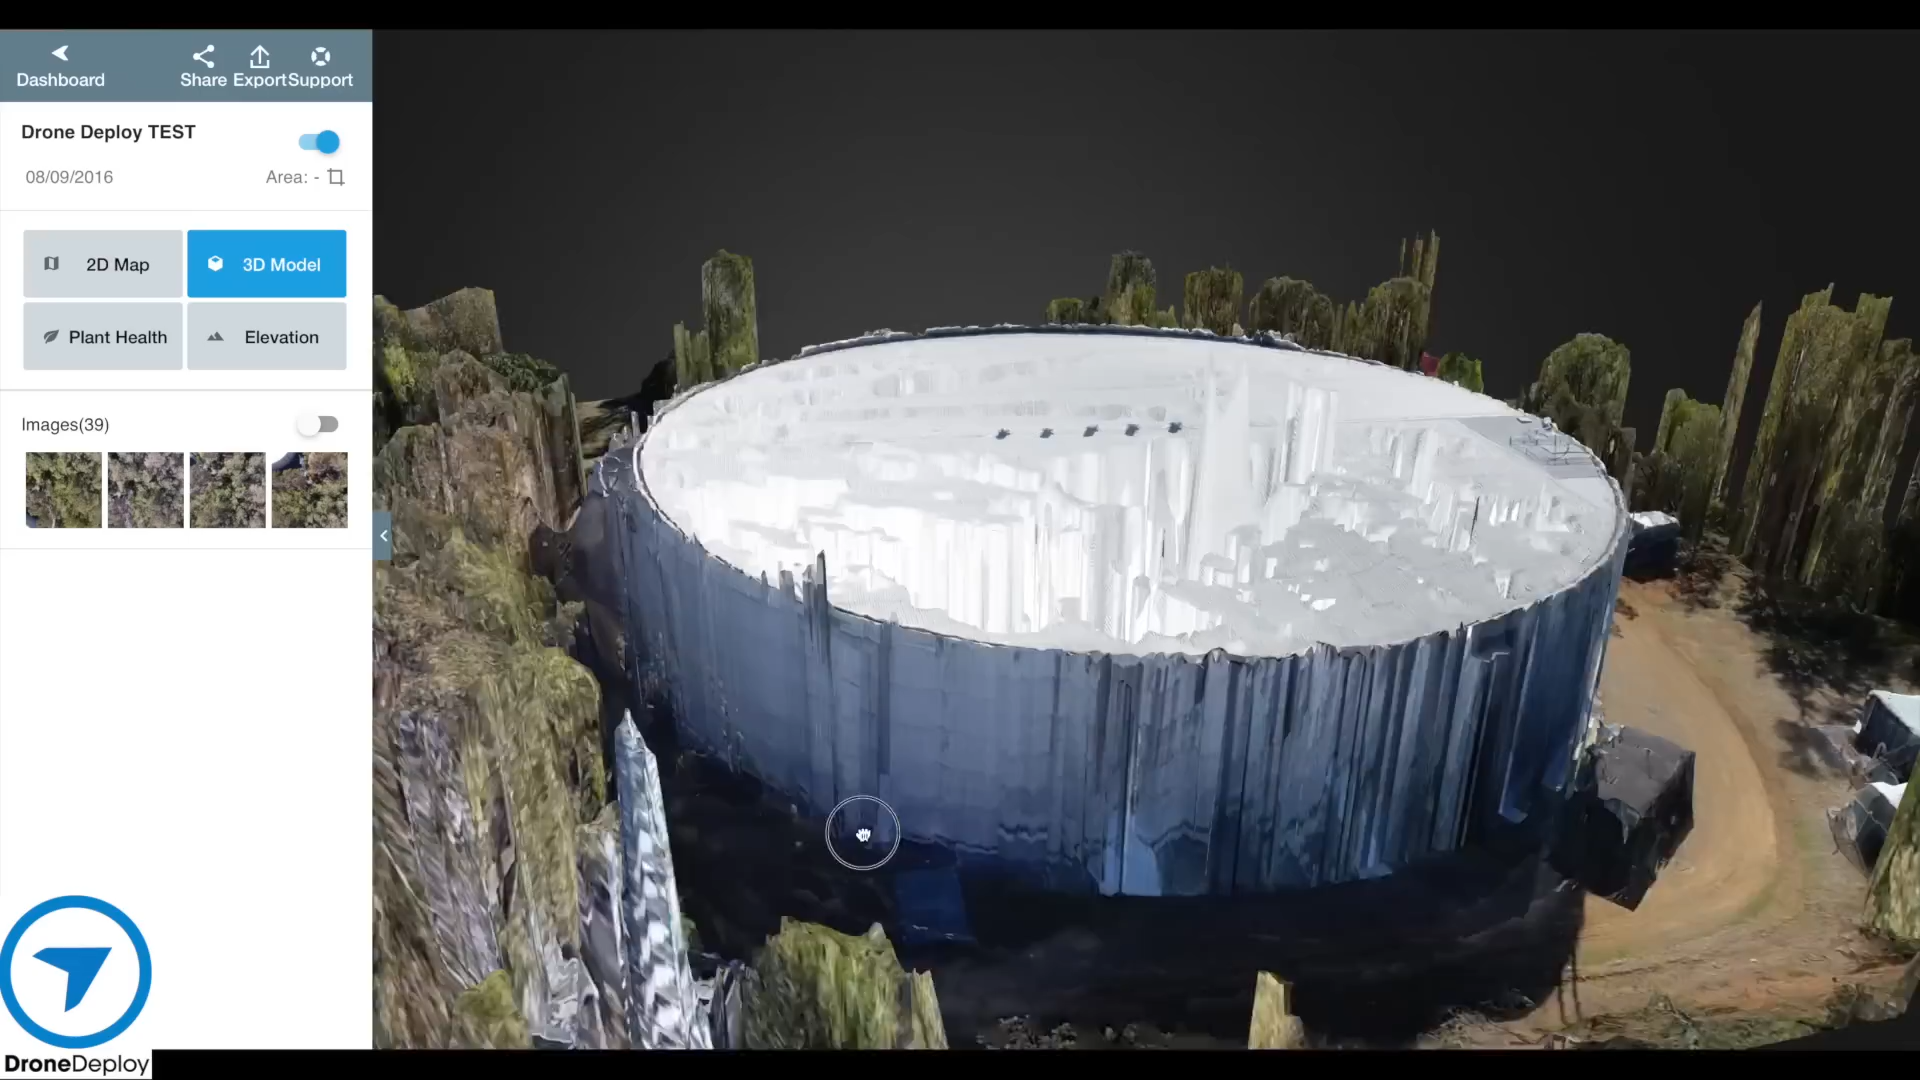 Dashboard
Share
Export
Support
Drone Deploy TEST
08/09/2016
Area: -
2D Map
3D Model
Plant Health
Elevation
Images(39)
DroneDeploy